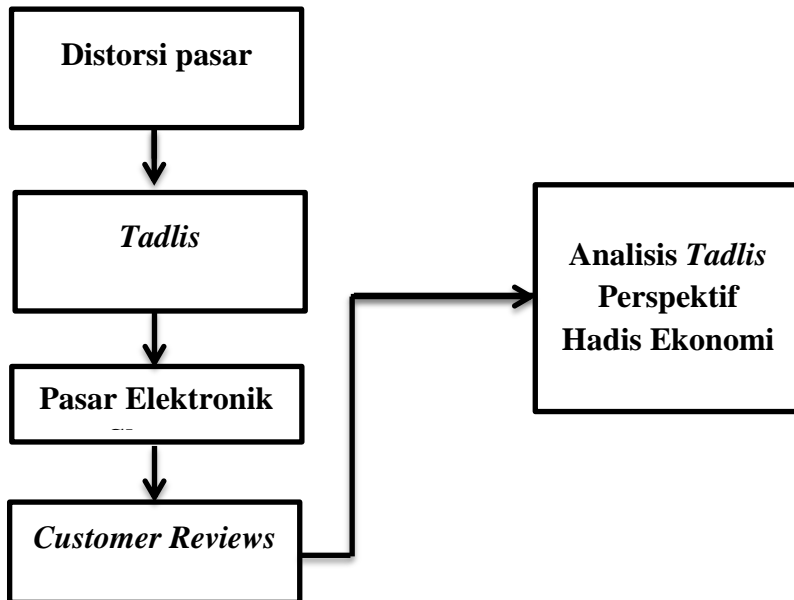 Distorsi pasar
Tadlis
Pasar Elektronik
Customer Reviews
Analisis Tadlis
Perspektif
Hadis Ekonomi